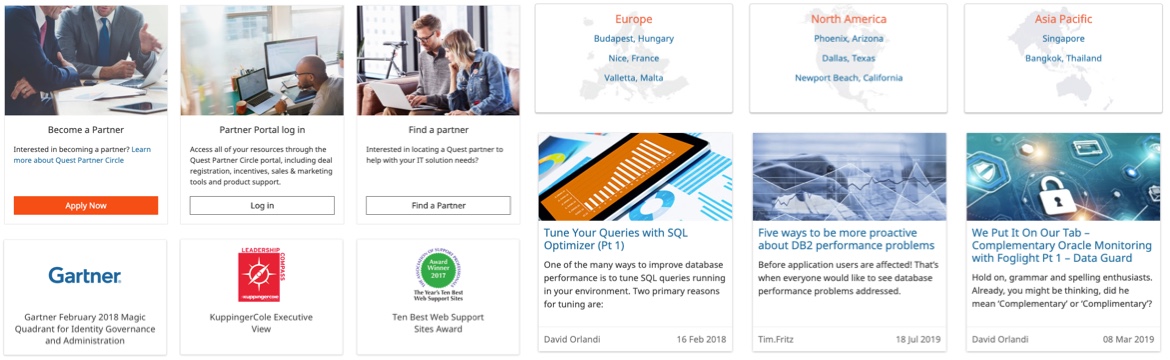 Become a Partner
Interested in becoming a partner? Learn
more about Quest Partner Circle
Apply Now
Partner Portal log in
Access all of your resources through the
Quest Partner Circle portal, including deal
registration, incentives, sales & marketing
tools and product support.
Log in
Find a partner
Interested in locating a Quest partner to
help with your IT solution needs?
Find a Partner
Europe
Budapest, Hungary
Nice, France
Valletta, Malta
North America
Phoenix, Arizona
Dallas, Texas
Newport Beach, California
Asia Pacific
Singapore
Bangkok, Thailand
Gartner
Gartner February 2018 Magic
Quadrant for Identity Governance
and Administration
LEADERSHIP
COMPASS
kuppingercole
KuppingerCole Executive
View
Award
Winner
2017
The Year's Ten Best
Web Support Sites
Ten Best Web Support
Sites Award
Tune Your Queries with SQL
Optimizer (Pt 1)
One of the many ways to improve database
performance is to tune SQL queries running
in your environment. Two primary reasons
for tuning are:
David Orlandi
16 Feb 2018
Five ways to be more proactive
about DB2 performance problems
Before application users are affected! That's
when everyone would like to see database
performance problems addressed.
Tim.Fritz
18 Jul 2019
We Put It On Our Tab –
Complementary Oracle Monitoring
with Foglight Pt 1 – Data Guard
Hold on, grammar and spelling enthusiasts.
Already, you might be thinking, did he
mean 'Complementary' or 'Complimentary'?
David Orlandi
08 Mar 2019